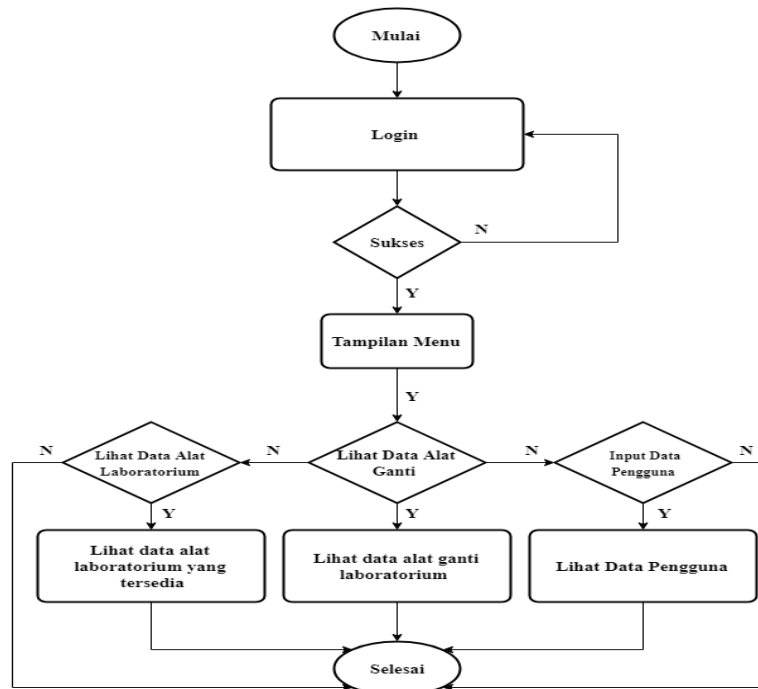 Mulai
Login
Sukses
N
Y
Tampilan Menu
Y
N
Lihat Data Alat
Laboratorium
N
Lihat Data Alat
Ganti
N
Input Data
Pengguna
N
Y
Y
Y
Lihat data alat
laboratorium yang
tersedia
Lihat data alat ganti
laboratorium
Lihat Data Pengguna
Selesai